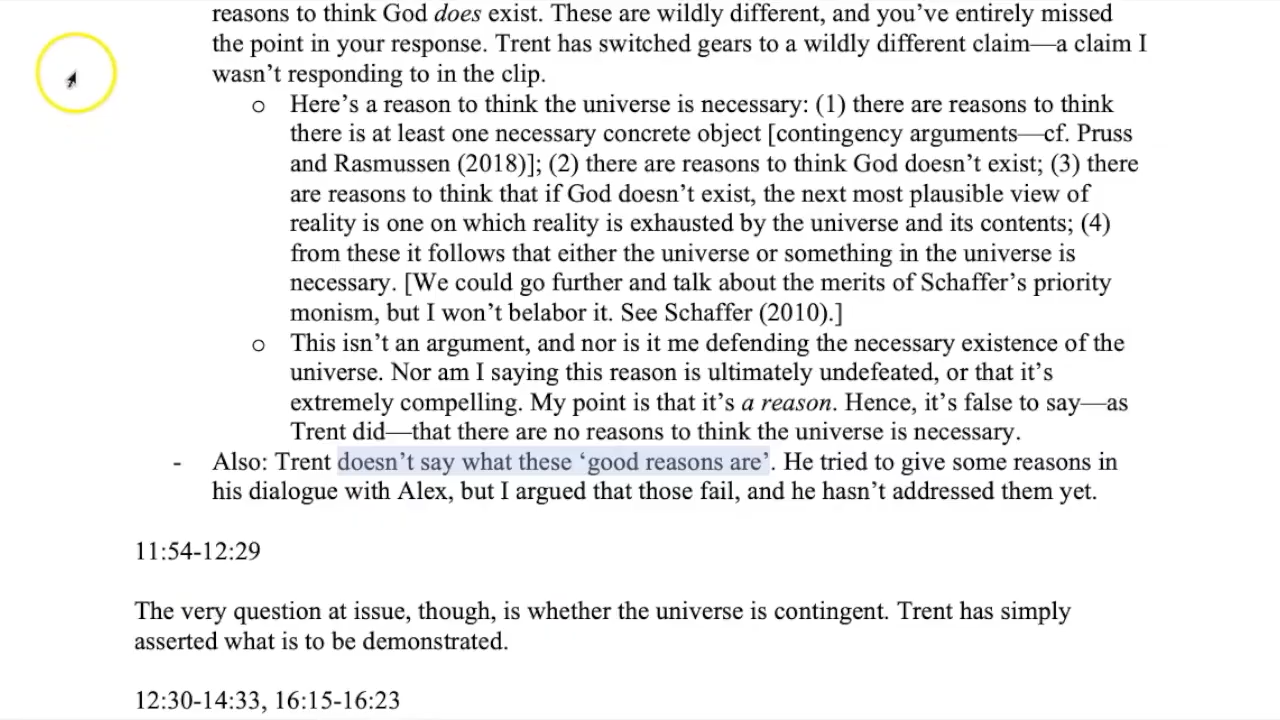 reasons to think God does exist. These are wildly different, and you’ve entirely missed
the point in your response. Trent has switched gears to a wildly different claim—a claim I
wasn’t responding to in the clip.
o Here’s a reason to think the universe is necessary: (1) there are reasons to think
there is at least one necessary concrete object [contingency arguments—cf. Pruss
and Rasmussen (2018)]; (2) there are reasons to think God doesn’t exist; (3) there
are reasons to think that if God doesn’t exist, the next most plausible view of
reality is one on which reality is exhausted by the universe and its contents; (4)
from these it follows that either the universe or something in the universe is
necessary. [We could go further and talk about the merits of Schaffer’s priority
monism, but I won’t belabor it. See Schaffer (2010).]
o This isn’t an argument, and nor is it me defending the necessary existence of the
universe. Nor am I saying this reason is ultimately undefeated, or that it’s
extremely compelling. My point is that it’s a reason. Hence, it’s false to say—as
Trent did—that there are no reasons to think the universe is necessary.
- Also: Trent doesn’t say what these ‘good reasons are’. He tried to give some reasons in
his dialogue with Alex, but I argued that those fail, and he hasn’t addressed them yet.
11:54-12:29
The very question at issue, though, is whether the universe is contingent. Trent has simply
asserted what is to be demonstrated.
12:30-14:33, 16:15-16:23